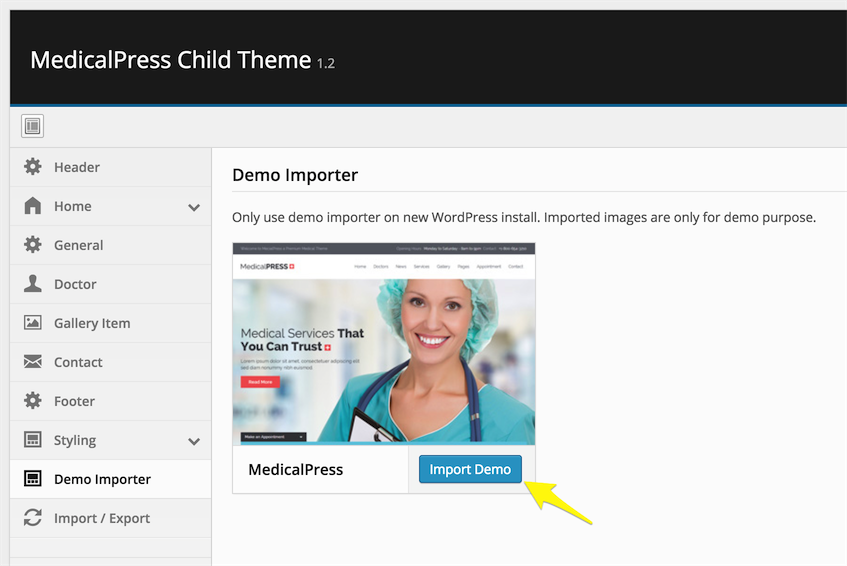 MedicalPress Child Theme 1.2
Header
Home
General
Doctor
Gallery Item
Contact
Footer
Styling
Demo Importer
Import / Export
Demo Importer
Only use demo importer on new WordPress install. Imported images are only for demo purpose.
MedicalPRESS
Home Doctors News Services Gallery Pages Appointment Contact
Medical Services That
You Can Trust
Lorem ipsum dolor sit amet, consectetuer adipiscing elit
sed diam nonummy nibh euismod.
Read More
Make an Appointment
MedicalPress
Import Demo